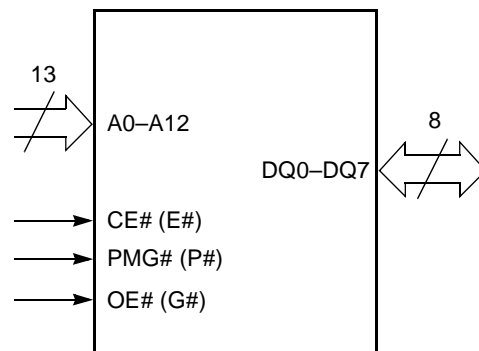 13
A0–A12
8
DQ0–DQ7
CE# (E#)
PMG# (P#)
OE# (G#)